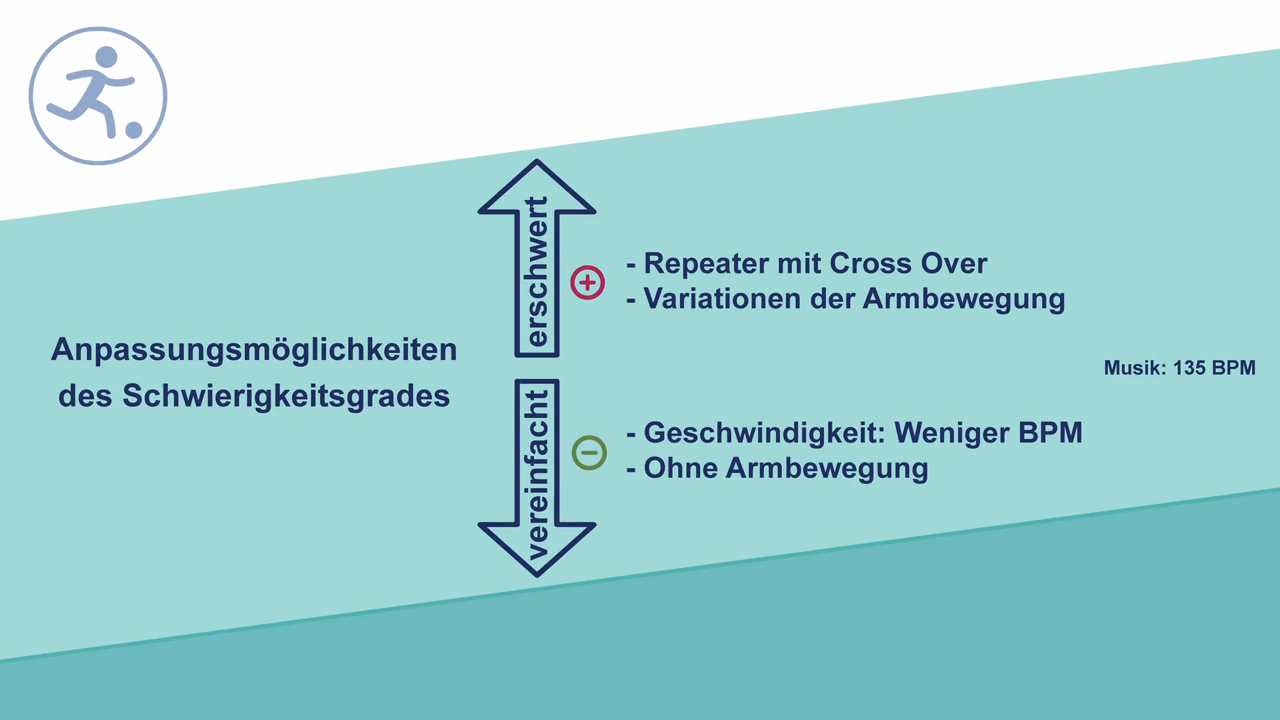 Anpassungsmöglichkeiten
des Schwierigkeitsgrades
erschwert
- Repeater mit Cross Over
- Variationen der Armbewegung
vereinfacht
- Geschwindigkeit: Weniger BPM
- Ohne Armbewegung
Musik: 135 BPM